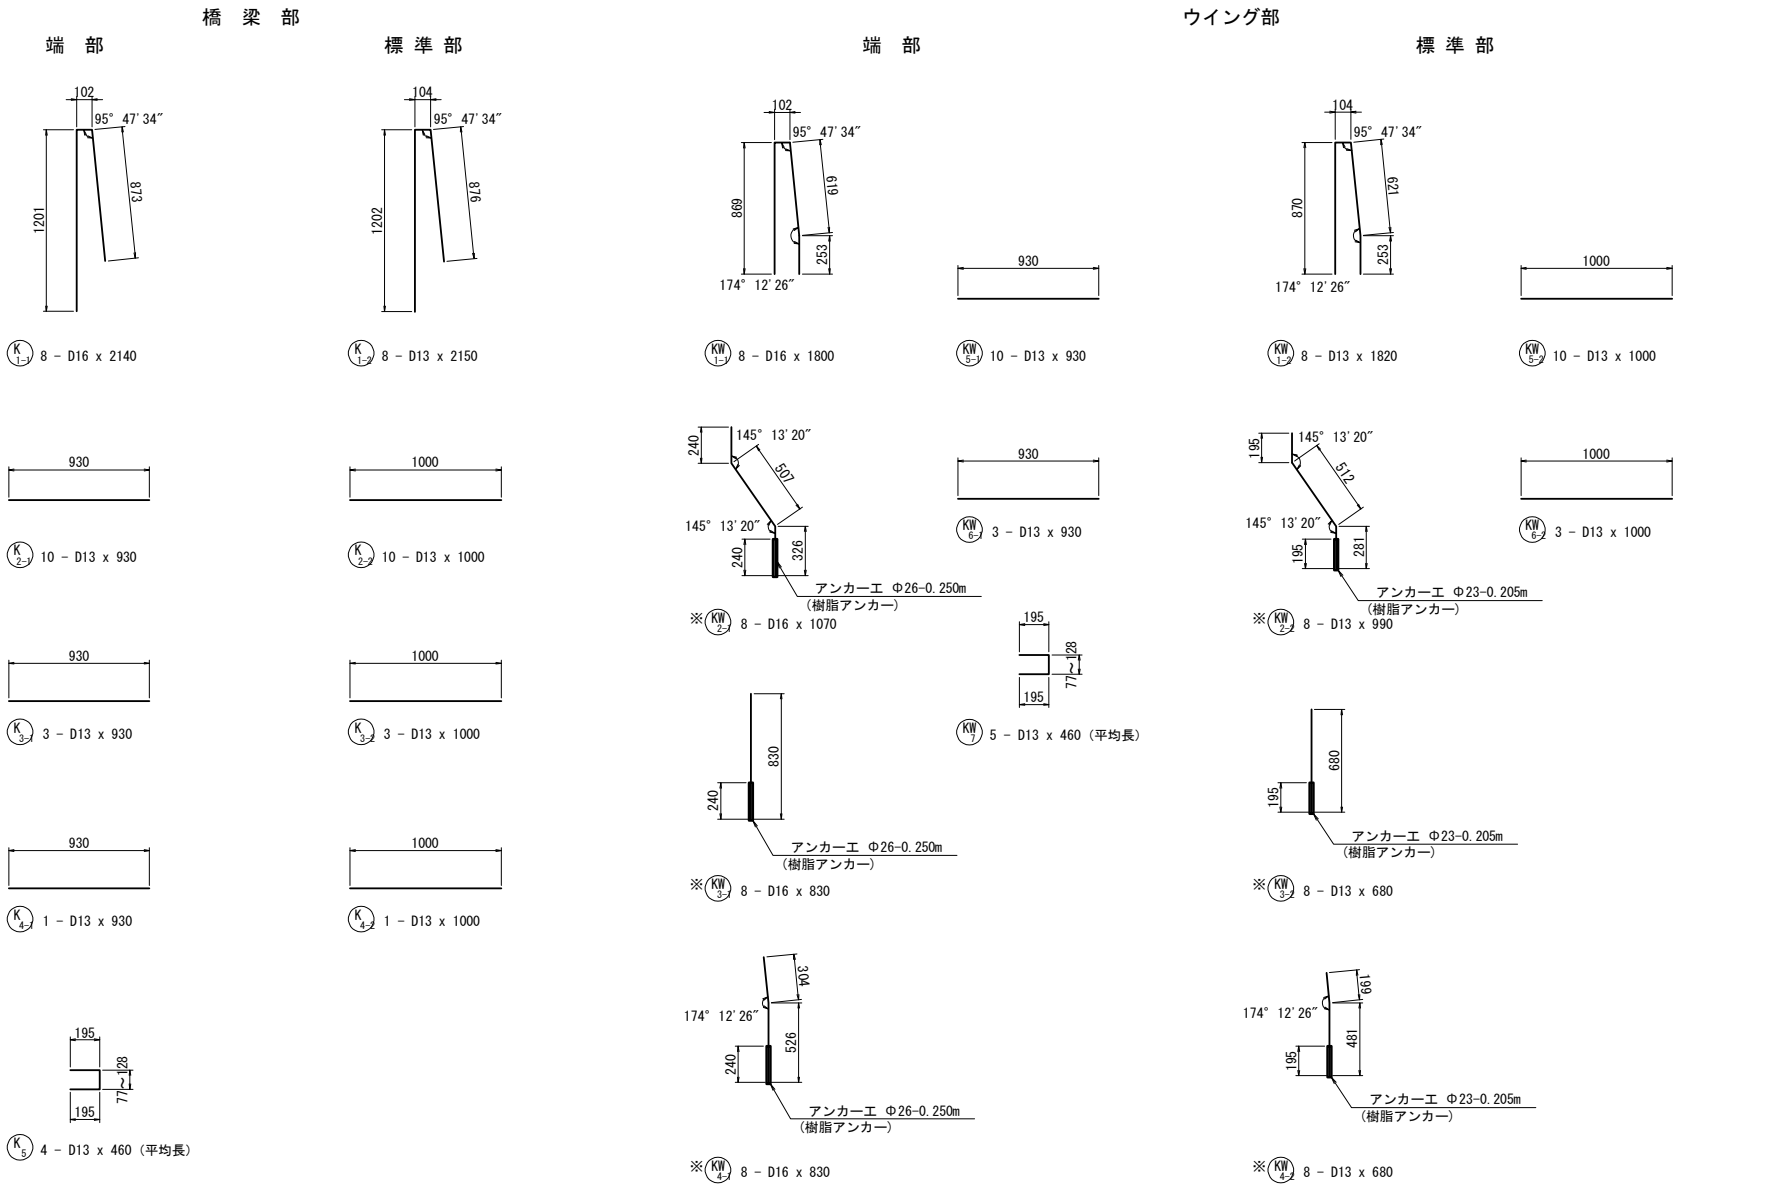 橋 梁 部
端 部
標 準 部
102
95° 47'34"
1201
873
K 1-1 8 - D16 x 2140
104
95° 47'34"
1202
876
K 1-2 8 - D13 x 2150
930
K 2-1 10 - D13 x 930
1000
K 2-2 10 - D13 x 1000
930
K 3-1 3 - D13 x 930
1000
K 3-2 3 - D13 x 1000
930
K 4-1 1 - D13 x 930
1000
K 4-2 1 - D13 x 1000
195
77~128
195
K 5 4 - D13 x 460 (平均長)
ウイング部
端 部
標 準 部
102
95° 47'34"
869
619
253
174° 12'26"
KW 1-1 8 - D16 x 1800
930
KW 5-1 10 - D13 x 930
104
95° 47'34"
870
621
253
174° 12'26"
KW 1-2 8 - D13 x 1820
1000
KW 5-2 10 - D13 x 1000
240
145° 13'20"
507
145° 13'20"
240
326
アンカー工 Φ26-0.250m
(樹脂アンカー)
※ KW 2-1 8 - D16 x 1070
930
KW 6-1 3 - D13 x 930
195
145° 13'20"
512
145° 13'20"
195
281
アンカー工 Φ23-0.205m
(樹脂アンカー)
※ KW 2-2 8 - D13 x 990
1000
KW 6-2 3 - D13 x 1000
195
77~128
195
KW 7 5 - D13 x 460 (平均長)
830
240
アンカー工 Φ26-0.250m
(樹脂アンカー)
※ KW 3-1 8 - D16 x 830
680
195
アンカー工 Φ23-0.205m
(樹脂アンカー)
※ KW 3-2 8 - D13 x 680
304
174° 12'26"
526
240
アンカー工 Φ26-0.250m
(樹脂アンカー)
※ KW 4-1 8 - D16 x 830
199
174° 12'26"
481
195
アンカー工 Φ23-0.205m
(樹脂アンカー)
※ KW 4-2 8 - D13 x 680